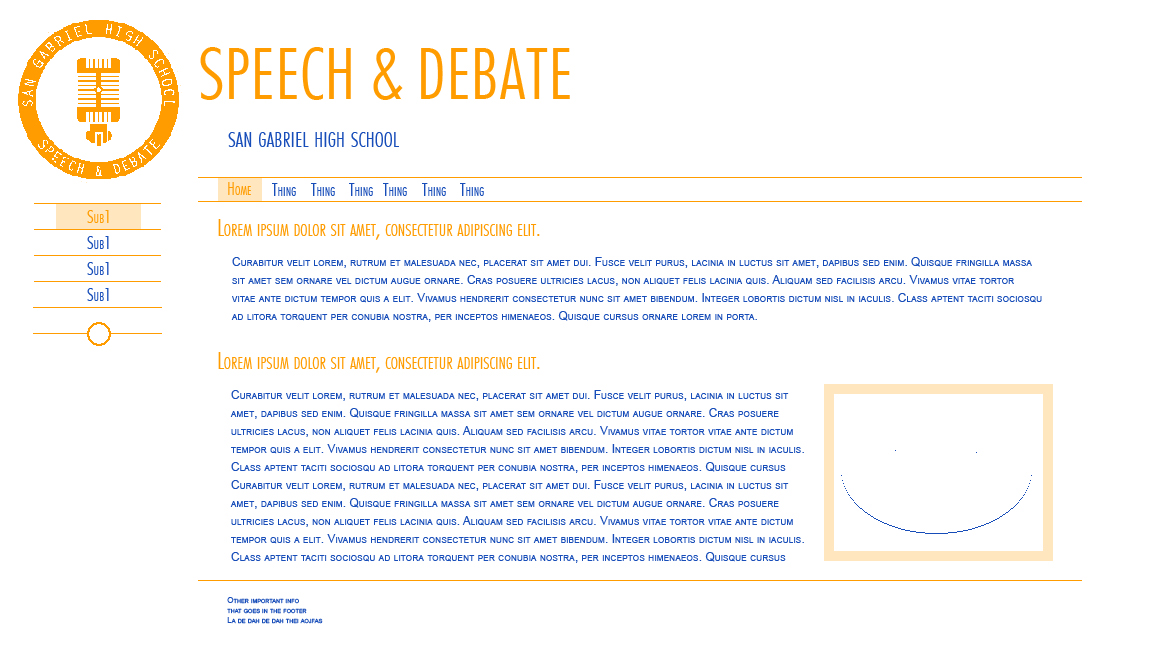 SAN GABRIEL HIGH SCHOOL
SPEECH & DEBATE
SPEECH & DEBATE
SAN GABRIEL HIGH SCHOOL
Home Thing Thing Thing Thing Thing Thing
Sub1
Sub1
Sub1
Sub1
Lorem ipsum dolor sit amet, consectetur adipiscing elit.
Curabitur velit lorem, rutrum et malesuada nec, placerat sit amet dui. Fusce velit purus, lacinia in luctus sit amet, dapibus sed enim. Quisque fringilla massa
sit amet sem ornare vel dictum augue ornare. Cras posuere ultricies lacus, non aliquet felis lacinia quis. Aliquam sed facilisis arcu. Vivamus vitae tortor
vitae ante dictum tempor quis a elit. Vivamus hendrerit consectetur nunc sit amet bibendum. Integer lobortis dictum nisl in iaculis. Class aptent taciti sociosqu
ad litora torquent per conubia nostra, per inceptos himenaeos. Quisque cursus ornare lorem in porta.
Lorem ipsum dolor sit amet, consectetur adipiscing elit.
Curabitur velit lorem, rutrum et malesuada nec, placerat sit amet dui. Fusce velit purus, lacinia in luctus sit
amet, dapibus sed enim. Quisque fringilla massa sit amet sem ornare vel dictum augue ornare. Cras posuere
ultricies lacus, non aliquet felis lacinia quis. Aliquam sed facilisis arcu. Vivamus vitae tortor vitae ante dictum
tempor quis a elit. Vivamus hendrerit consectetur nunc sit amet bibendum. Integer lobortis dictum nisl in iaculis.
Class aptent taciti sociosqu ad litora torquent per conubia nostra, per inceptos himenaeos. Quisque cursus
Curabitur velit lorem, rutrum et malesuada nec, placerat sit amet dui. Fusce velit purus, lacinia in luctus sit
amet, dapibus sed enim. Quisque fringilla massa sit amet sem ornare vel dictum augue ornare. Cras posuere
ultricies lacus, non aliquet felis lacinia quis. Aliquam sed facilisis arcu. Vivamus vitae tortor vitae ante dictum
tempor quis a elit. Vivamus hendrerit consectetur nunc sit amet bibendum. Integer lobortis dictum nisl in iaculis.
Class aptent taciti sociosqu ad litora torquent per conubia nostra, per inceptos himenaeos. Quisque cursus
Other important info
that goes in the footer
La de dah de dah thei aojfas